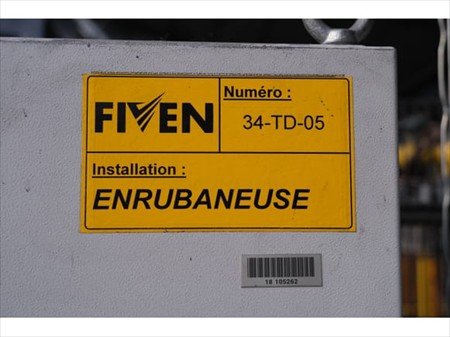 FIVEN
Numéro :
34-TD-05
Installation :
ENRUBANEUSE
18 105262